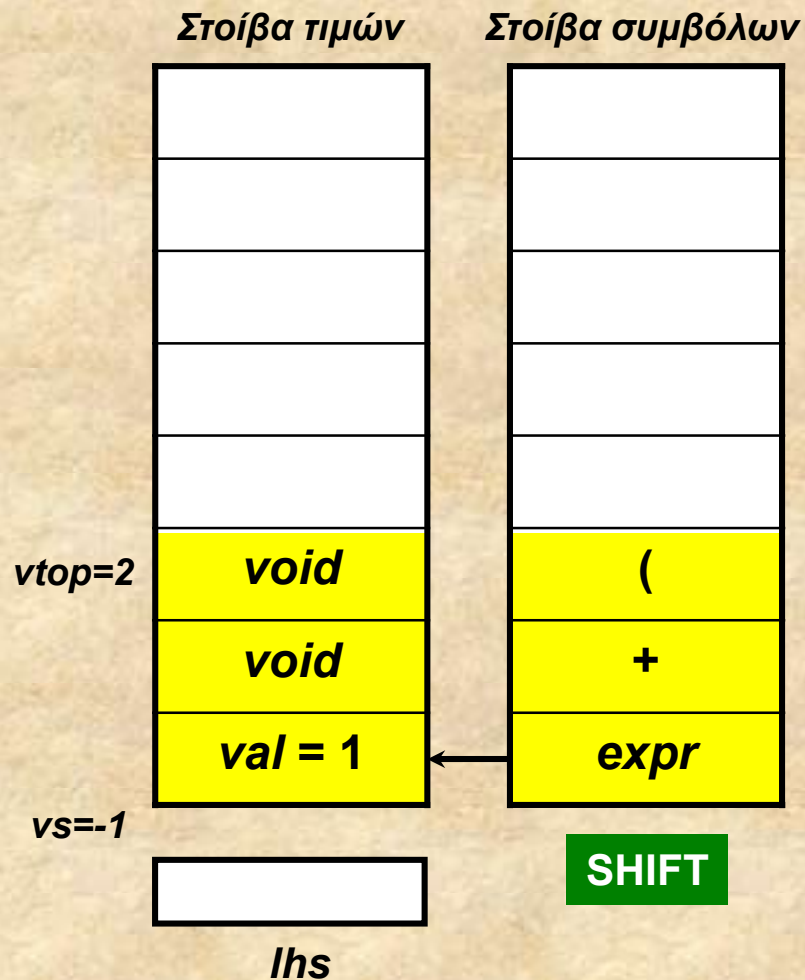 Στοίβα τιμών Στοίβα συμβόλων
vtop=2 void (
void +
val = 1 expr
vs=-1
SHIFT
lhs